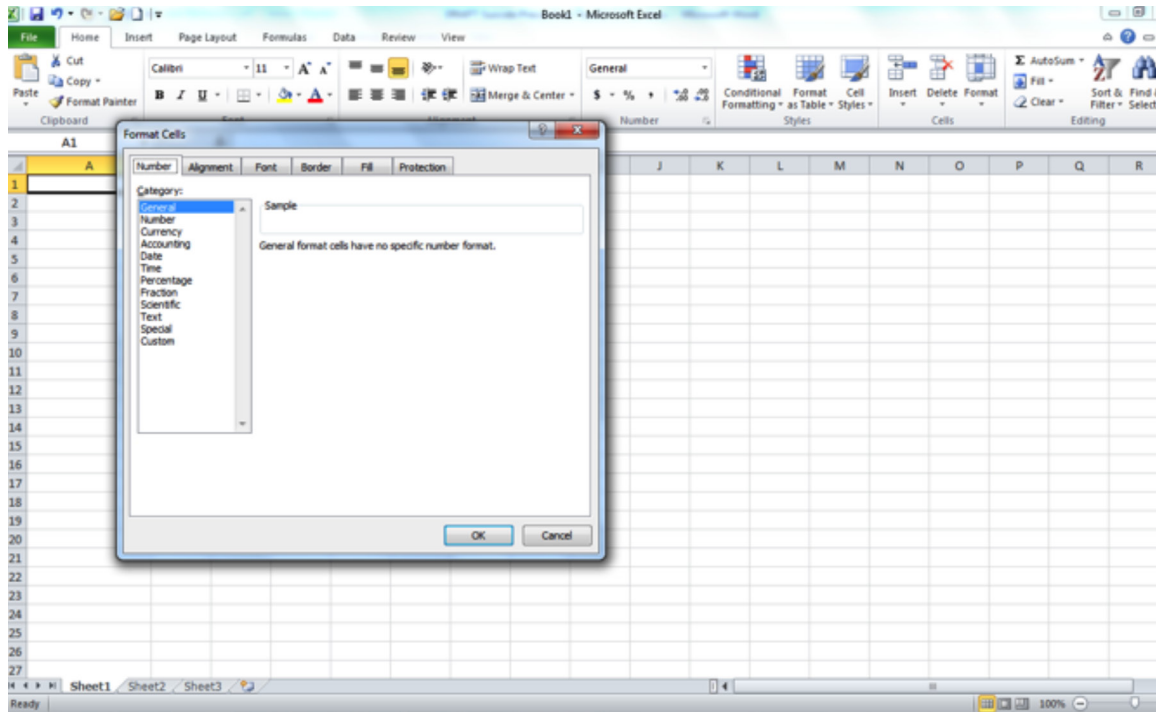 Book1 - Microsoft Excel
File Home Insert Page Layout Formulas Data Review View
Cut
Copy
Format Painter
Paste
Clipboard
Calibri 11
A A
B I U A
Wrap Text
Merge & Center
General
$ % ,
Number
Conditional Formatting
Format as Table
Cell Styles
Styles
Insert Delete Format
Cells
Σ AutoSum
Fill
Clear
Sort & Filter
Find
Select
Editing
A1
Format Cells
Number Alignment Font Border Fill Protection
Category:
General
Number
Currency
Accounting
Date
Time
Percentage
Fraction
Scientific
Text
Special
Custom
Sample
General format cells have no specific number format.
OK Cancel
A J K L M N O P Q R
1
2
3
4
5
6
7
8
9
10
11
12
13
14
15
16
17
18
19
20
21
22
23
24
25
26
27
Sheet1 Sheet2 Sheet3
Ready
100%